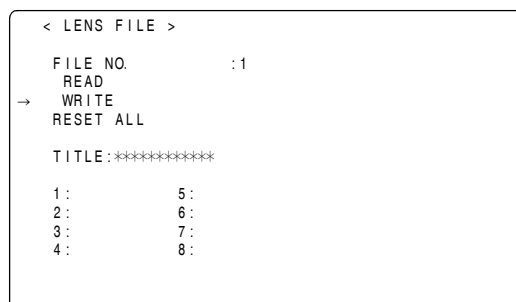 < LENS FILE >
FILE NO. :1
READ
→ WRITE
RESET ALL
TITLE:************
1: 5:
2: 6:
3: 7:
4: 8: